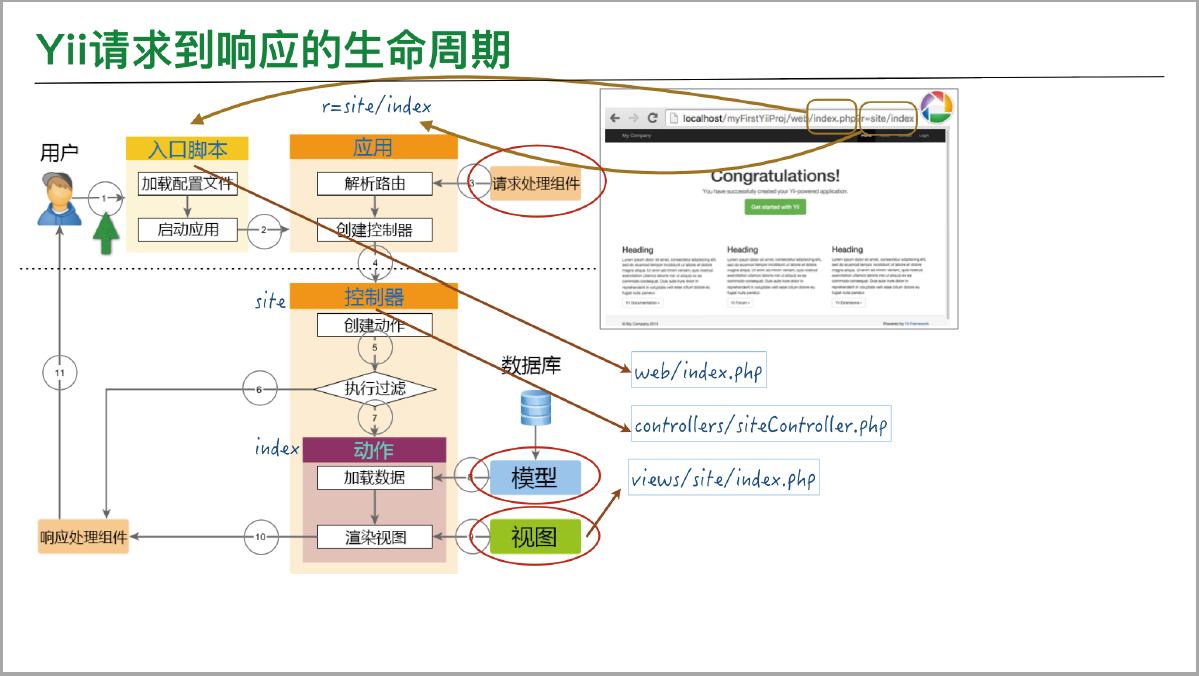 Yii请求到响应的生命周期
r=site/index
localhost/myFirstYiiProj/web/index.php?r=site/index
My Company
Login
用户
入口脚本
加载配置文件
启动应用
应用
解析路由
创建控制器
请求处理组件
1
2
3
4
Congratulations!
You have successfully created your Yii-powered application.
Get started with Yii
Heading
Heading
Heading
Yii Documentation »
Yii Forum »
Yii Extensions »
© My Company 2014
Powered by Yii Framework
site
控制器
创建动作
5
数据库
执行过滤
6
7
11
web/index.php
controllers/siteController.php
views/site/index.php
index
动作
加载数据
模型
8
渲染视图
视图
9
10
响应处理组件